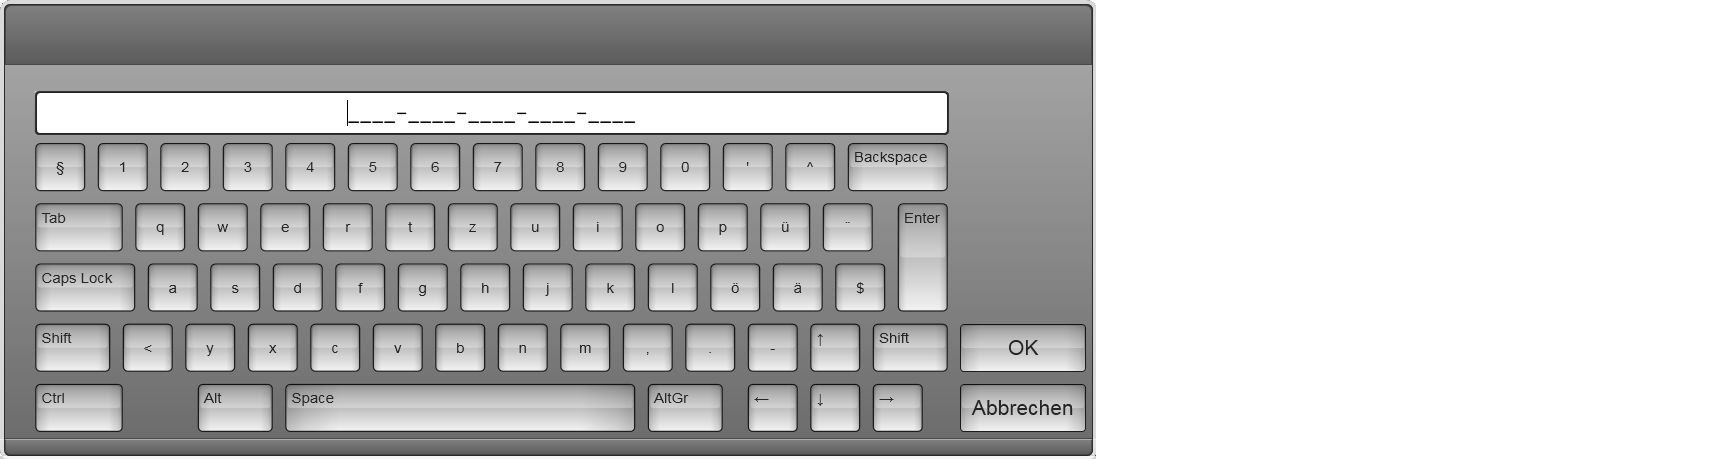 ____-____-____-____-____
§ 1 2 3 4 5 6 7 8 9 0 ' ^ Backspace
Tab q w e r t z u i o p ü ¨ Enter
Caps Lock a s d f g h j k l ö ä $
Shift < y x c v b n m , . - ↑ Shift OK
Ctrl Alt Space AltGr ← ↓ → Abbrechen